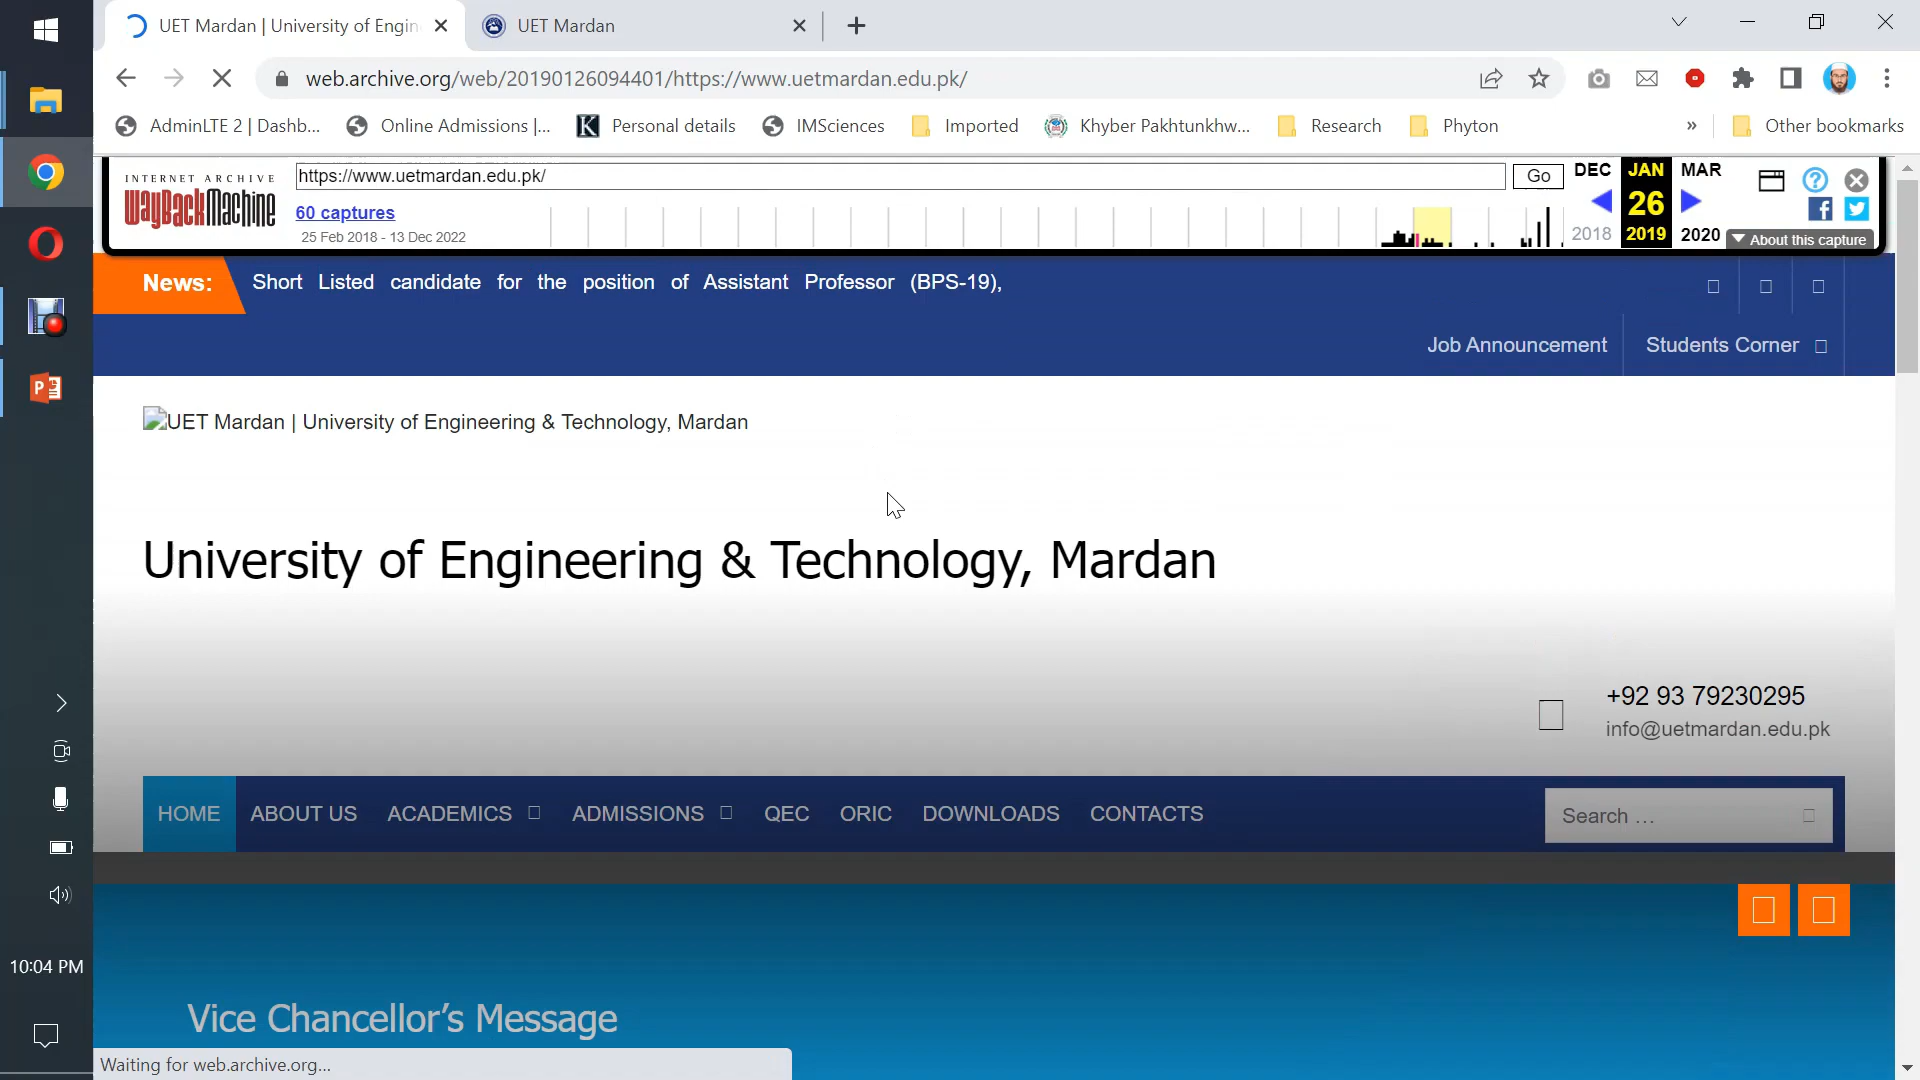 UET Mardan | University of Engin
UET Mardan
web.archive.org/web/20190126094401/https://www.uetmardan.edu.pk/
AdminLTE 2 | Dashb...
Online Admissions |...
Personal details
IMSciences
Imported
Khyber Pakhtunkhw...
Research
Phyton
»
Other bookmarks
INTERNET ARCHIVE
WayBackMachine
https://www.uetmardan.edu.pk/
Go
DEC
JAN
MAR
60 captures
26
25 Feb 2018 - 13 Dec 2022
2018
2019
2020
About this capture
News:
Short Listed candidate for the position of Assistant Professor (BPS-19),
Job Announcement
Students Corner
UET Mardan | University of Engineering & Technology, Mardan
University of Engineering & Technology, Mardan
+92 93 79230295
info@uetmardan.edu.pk
HOME
ABOUT US
ACADEMICS
ADMISSIONS
QEC
ORIC
DOWNLOADS
CONTACTS
Search ...
10:04 PM
Vice Chancellor's Message
Waiting for web.archive.org...